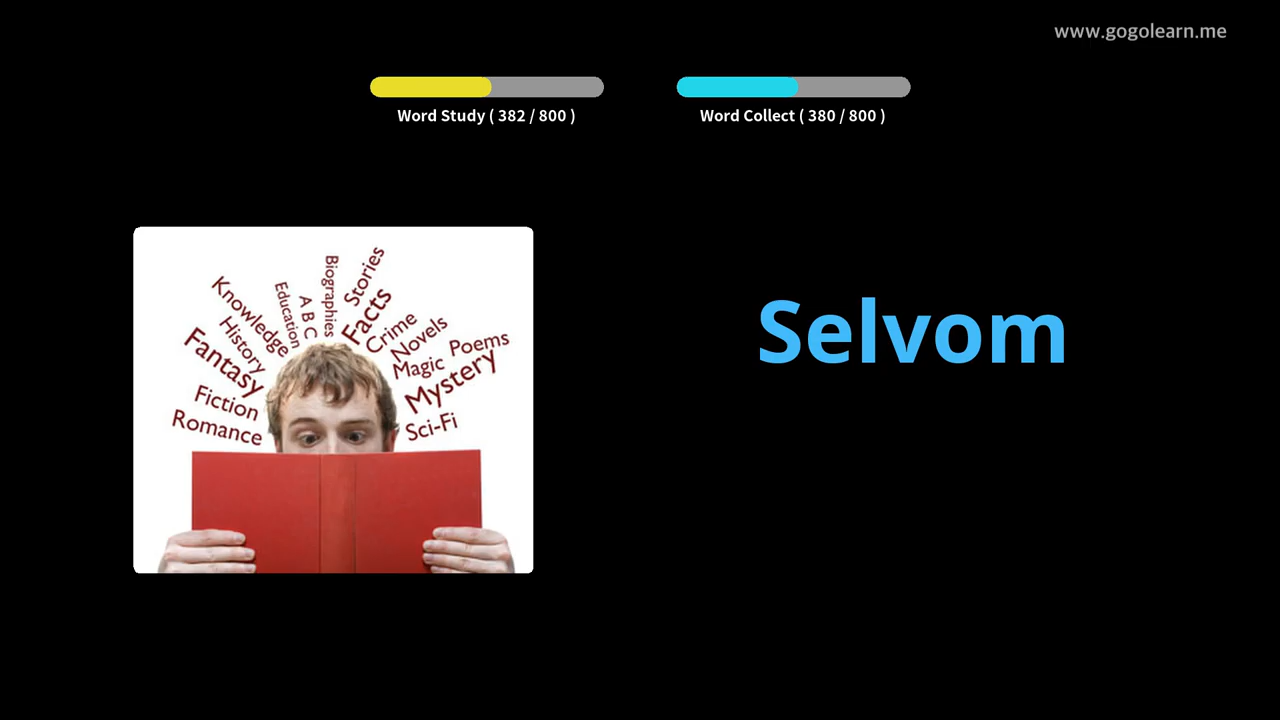 www.gogolearn.me
Word Study ( 382 / 800 )
Word Collect ( 380 / 800 )
Selvom
Romance
Fiction
Fantasy
History
Knowledge
Education
A B C
Biographies
Stories
Facts
Crime
Novels
Magic
Poems
Mystery
Sci-Fi